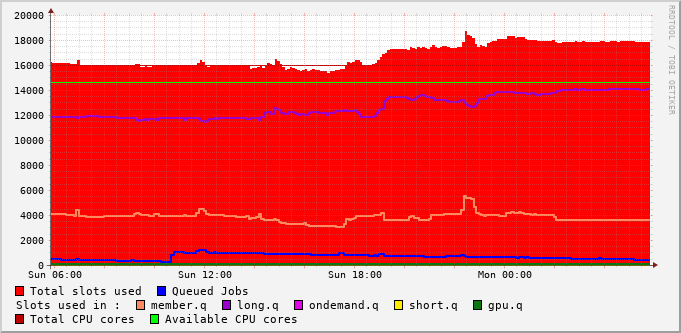 20000
18000
16000
14000
12000
10000
8000
6000
4000
2000
0
Sun 06:00 Sun 12:00 Sun 18:00 Mon 00:00
RRDTOOL / TOBI OETIKER
Total slots used Queued Jobs
Slots used in : member.q long.q ondemand.q short.q gpu.q
Total CPU cores Available CPU cores